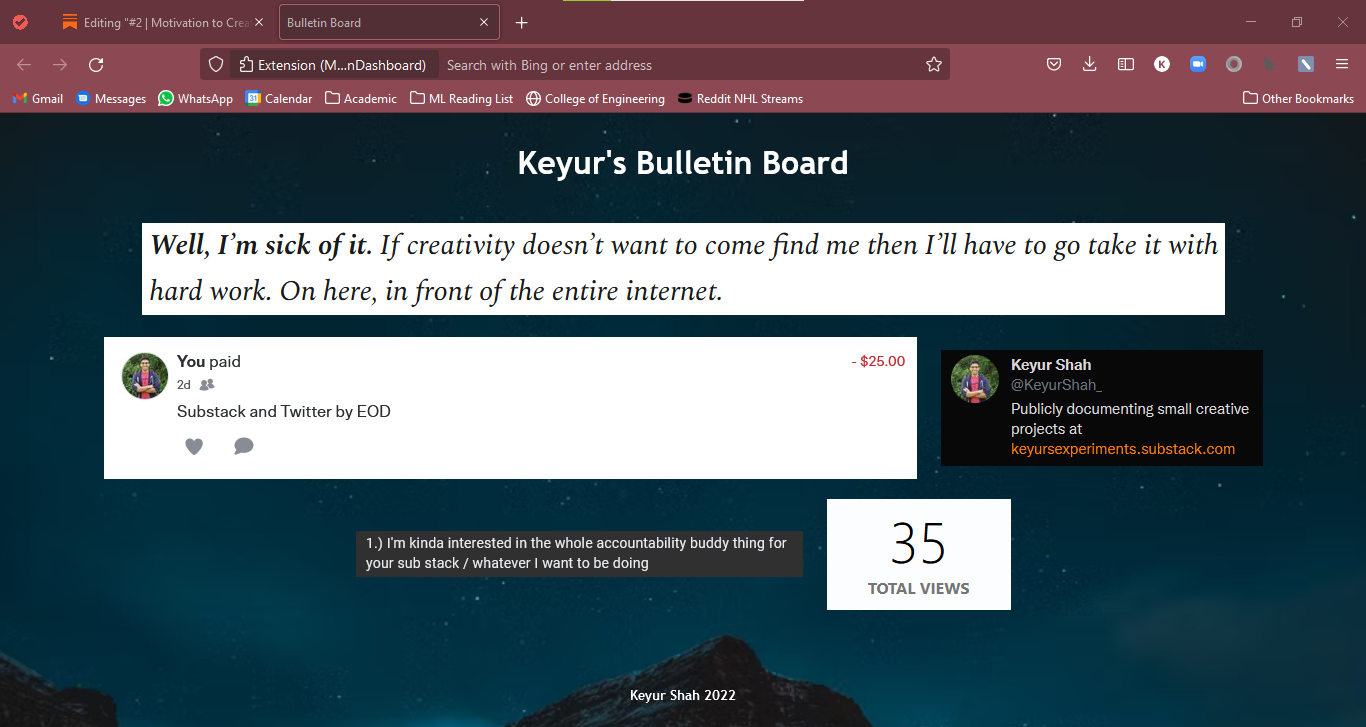 Editing "#2 | Motivation to Crea
Bulletin Board
Extension (M...nDashboard)
Search with Bing or enter address
K
Gmail
Messages
WhatsApp
31
Calendar
Academic
ML Reading List
College of Engineering
Reddit NHL Streams
Other Bookmarks
Keyur's Bulletin Board
Well, I’m sick of it. If creativity doesn’t want to come find me then I’ll have to go take it with
hard work. On here, in front of the entire internet.
You paid
- $25.00
2d
Substack and Twitter by EOD
Keyur Shah
@KeyurShah_
Publicly documenting small creative
projects at
keyursexperiments.substack.com
1.) I'm kinda interested in the whole accountability buddy thing for
your sub stack / whatever I want to be doing
35
TOTAL VIEWS
Keyur Shah 2022